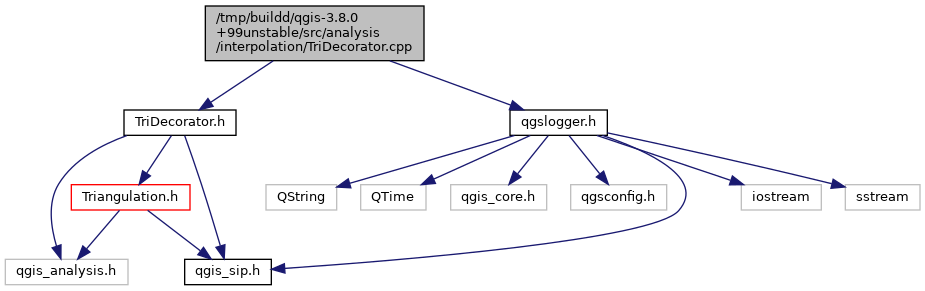 /tmp/buildd/qgis-3.8.0
+99unstable/src/analysis
/interpolation/TriDecorator.cpp
TriDecorator.h
qgslogger.h
Triangulation.h
QString
QTime
qgis_core.h
qgsconfig.h
iostream
sstream
qgis_analysis.h
qgis_sip.h